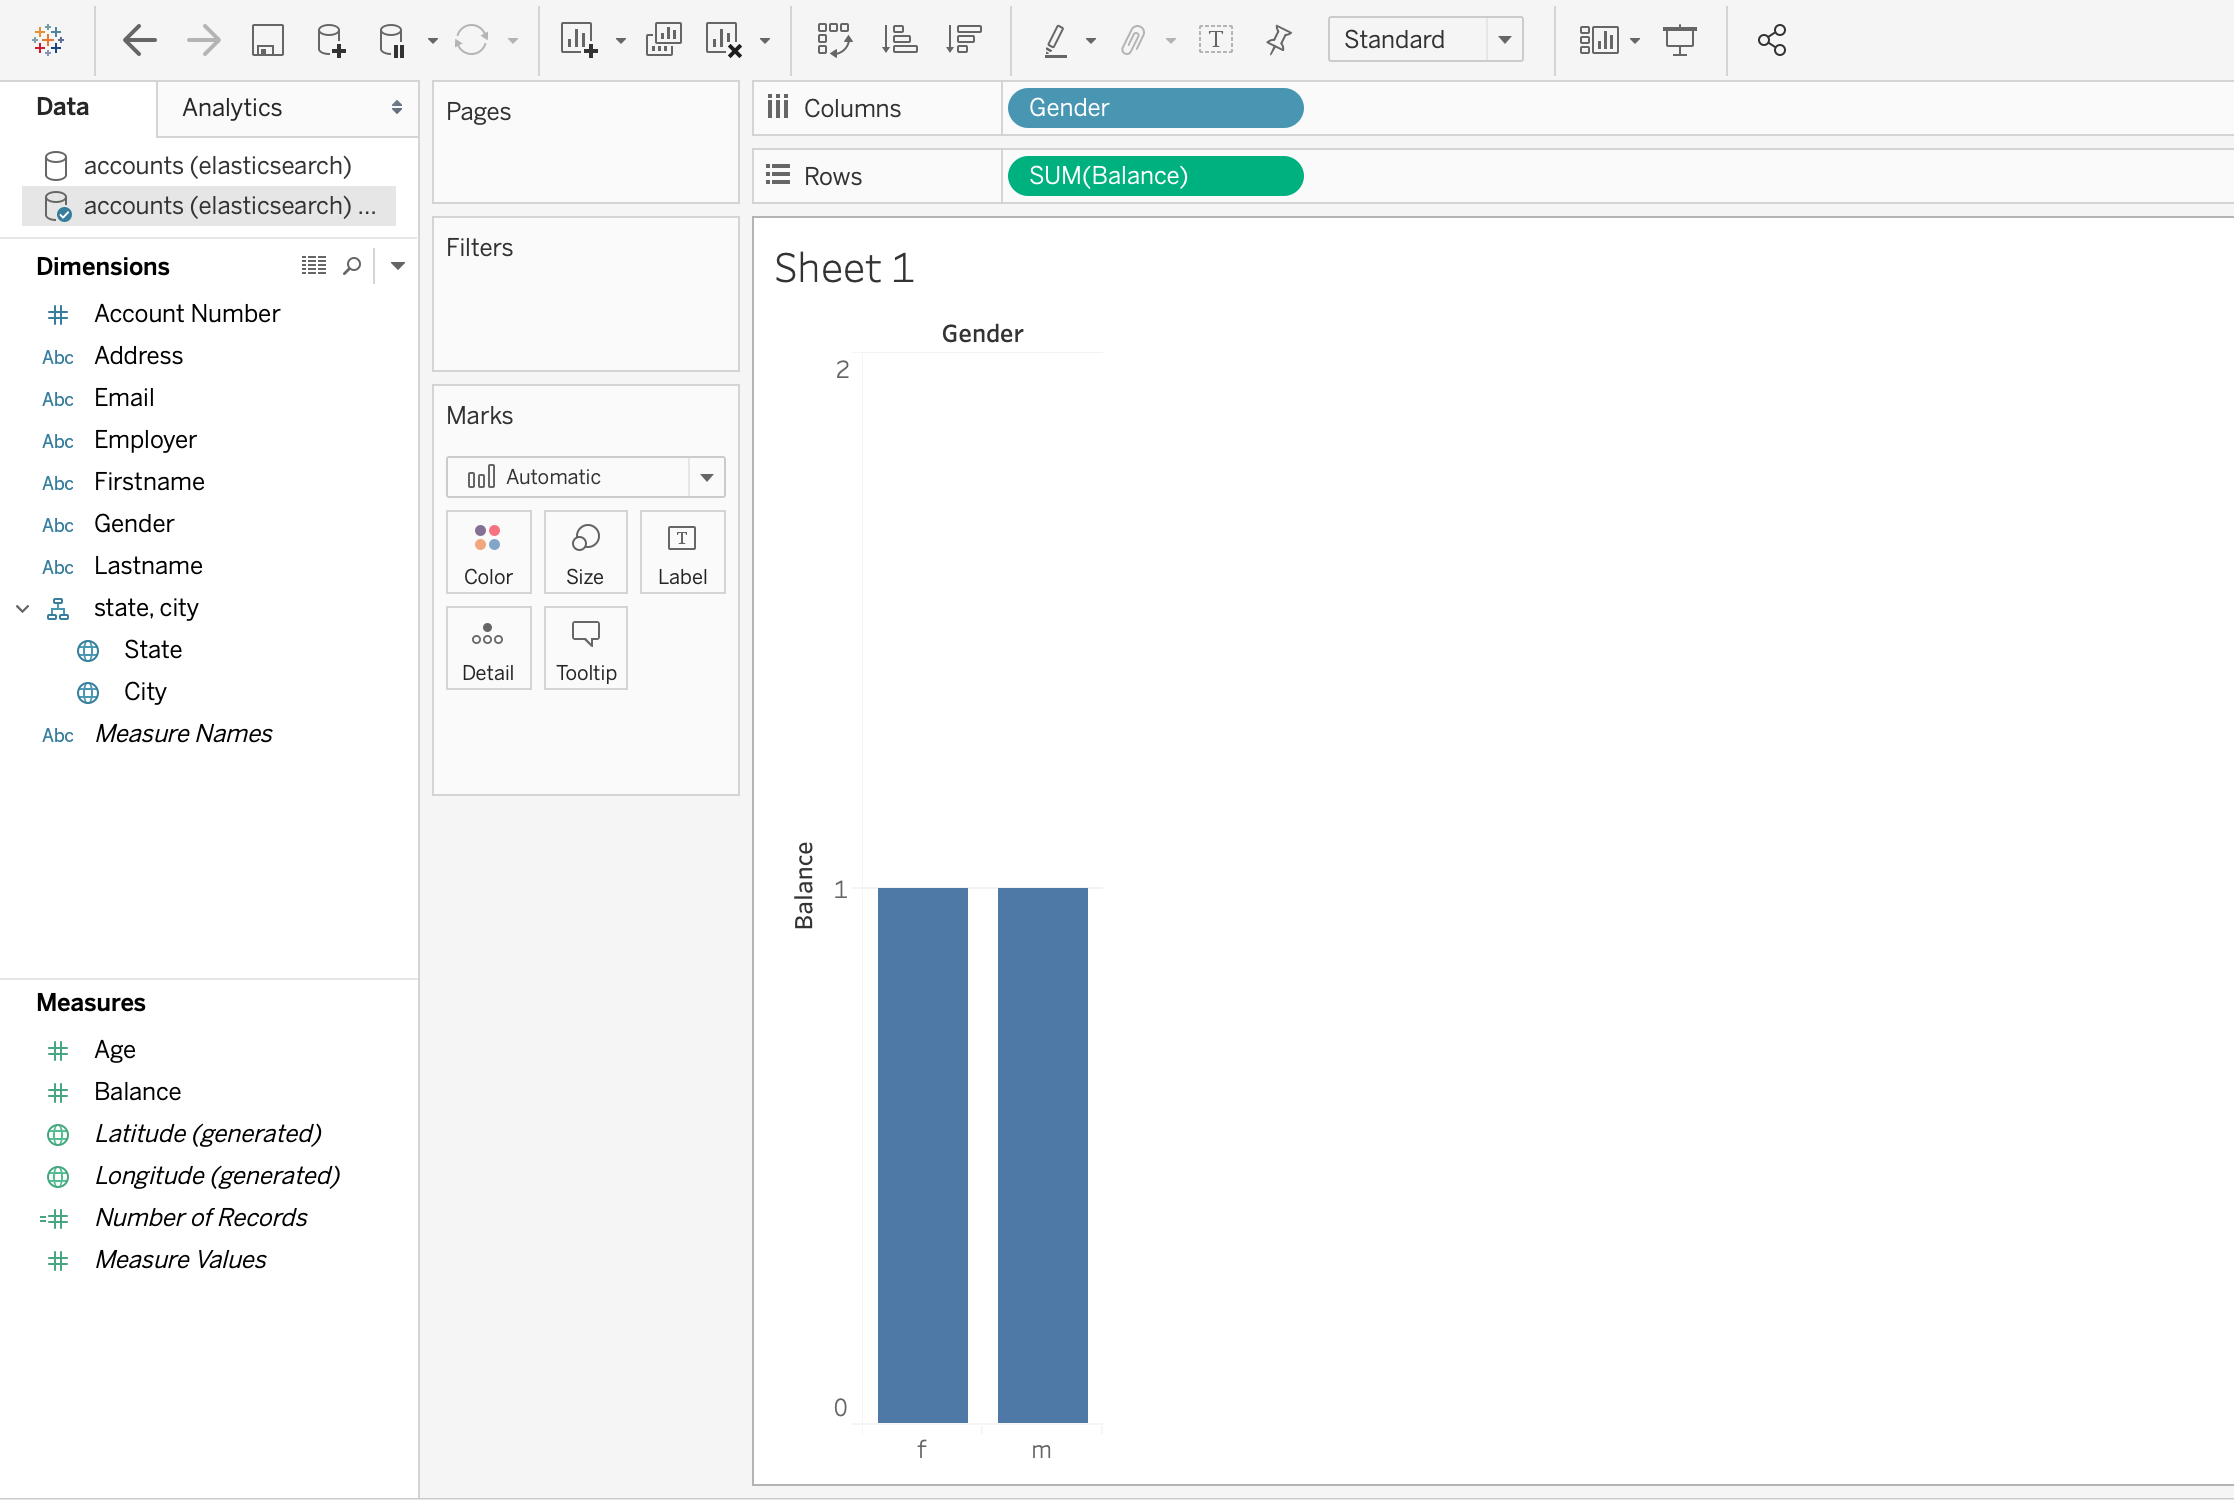 Standard
Data
Analytics
accounts (elasticsearch)
accounts (elasticsearch) ...
Dimensions
Account Number
Abc Address
Abc Email
Abc Employer
Abc Firstname
Abc Gender
Abc Lastname
state, city
State
City
Abc Measure Names
Measures
Age
Balance
Latitude (generated)
Longitude (generated)
Number of Records
Measure Values
Pages
Filters
Marks
Automatic
Color
Size
Label
Detail
Tooltip
Columns
Gender
Rows
SUM(Balance)
Sheet 1
Gender
2
1
0
Balance
f
m